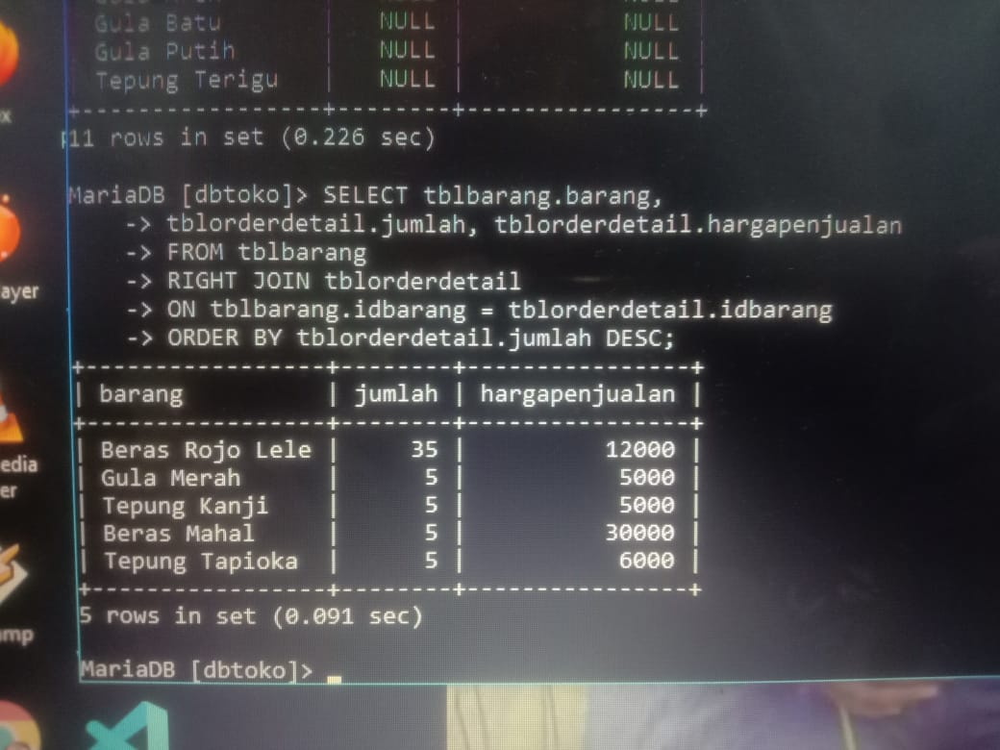 Gula Batu | NULL | NULL |
Gula Putih | NULL | NULL |
Tepung Terigu | NULL | NULL |
+------------------+--------+----------------+
11 rows in set (0.226 sec)
MariaDB [dbtoko]> SELECT tblbarang.barang,
-> tblorderdetail.jumlah, tblorderdetail.hargapenjualan
-> FROM tblbarang
-> RIGHT JOIN tblorderdetail
-> ON tblbarang.idbarang = tblorderdetail.idbarang
-> ORDER BY tblorderdetail.jumlah DESC;
+------------------+--------+----------------+
| barang | jumlah | hargapenjualan |
+------------------+--------+----------------+
| Beras Rojo Lele | 35 | 12000 |
| Gula Merah | 5 | 5000 |
| Tepung Kanji | 5 | 5000 |
| Beras Mahal | 5 | 30000 |
| Tepung Tapioka | 5 | 6000 |
+------------------+--------+----------------+
5 rows in set (0.091 sec)
MariaDB [dbtoko]>
ayer
edia
er
amp